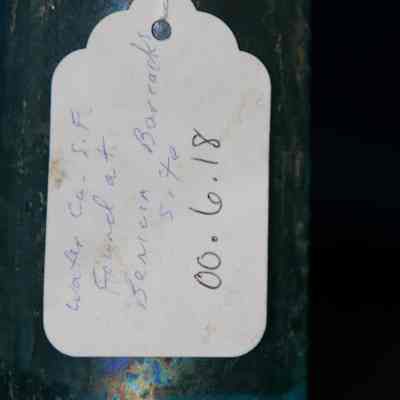 Water Co. S.F.
Found at
Benicia Barracks
5.70
00.6.18